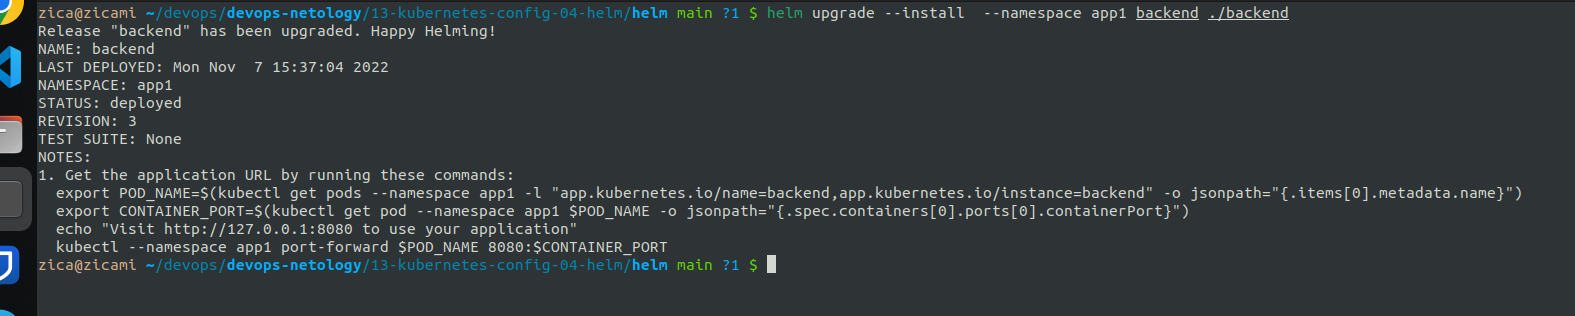 zica@zicami ~/devops/devops-netology/13-kubernetes-config-04-helm/helm main ?1 $ helm upgrade --install  --namespace app1 backend ./backend
Release "backend" has been upgraded. Happy Helming!
NAME: backend
LAST DEPLOYED: Mon Nov  7 15:37:04 2022
NAMESPACE: app1
STATUS: deployed
REVISION: 3
TEST SUITE: None
NOTES:
1. Get the application URL by running these commands:
  export POD_NAME=$(kubectl get pods --namespace app1 -l "app.kubernetes.io/name=backend,app.kubernetes.io/instance=backend" -o jsonpath="{.items[0].metadata.name}")
  export CONTAINER_PORT=$(kubectl get pod --namespace app1 $POD_NAME -o jsonpath="{.spec.containers[0].ports[0].containerPort}")
  echo "Visit http://127.0.0.1:8080 to use your application"
  kubectl --namespace app1 port-forward $POD_NAME 8080:$CONTAINER_PORT
zica@zicami ~/devops/devops-netology/13-kubernetes-config-04-helm/helm main ?1 $